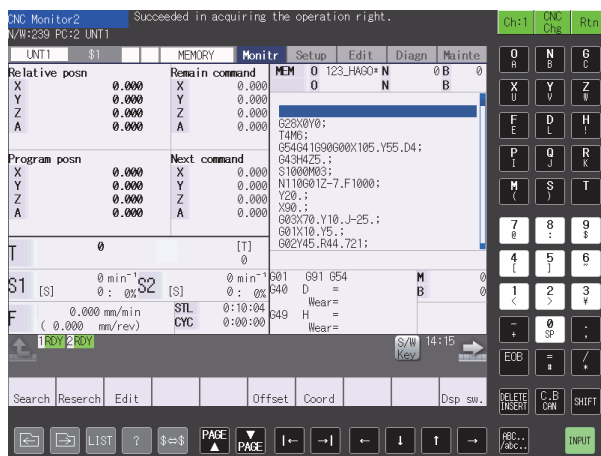 CNC Monitor2 Succeeded in acquiring the operation right.
N/W:239 PC:2 UNT1
Ch:1 CNC Chg Rtn
UNT1 $1 MEMORY Monitr Setup Edit Diagn Mainte
Relative posn Remain command MEM O 123_HAGO* N 0 B 0
O N B
X 0.000 X 0.000
Y 0.000 Y 0.000
Z 0.000 Z 0.000
A 0.000 A 0.000
Program posn Next command
X 0.000 X 0.000
Y 0.000 Y 0.000
Z 0.000 Z 0.000
A 0.000 A 0.000
G28X0Y0;
T4M6;
G54G41G90G00X105.Y55.D4;
G43H4Z5.;
S1000M03;
N110G01Z-7.F1000;
Y20.;
X90.;
G03X70.Y10.J-25.;
G01X10.Y5.;
G02Y45.R44.721;
T 0 [T] 0
S1 [S] 0 min⁻¹ 0 : 0% S2 [S] 0 min⁻¹ 0 : 0%
F 0.000 mm/min ( 0.000 mm/rev)
STL 0:10:04
CYC 0:00:00
G01 G91 G54 M 0
G40 D = B 0
Wear=
G49 H =
Wear=
1 RDY 2 RDY S/W Key 14:15
Search Reserch Edit Offset Coord Dsp sw.
O A N B G C
X U Y V Z W
F E D L H !
P I Q J R K
M ( S ) T
7 @ 8 : 9 $
4 [ 5 ] 6 ~
1 < 2 > 3 ¥
- + 0 SP . ;
EOB = # / *
DELETE INSERT C.B CAN SHIFT
LIST ? $⇔$ PAGE ▲ ▼ PAGE |← →| ← ↓ ↑ → ABC.. /abc.. INPUT